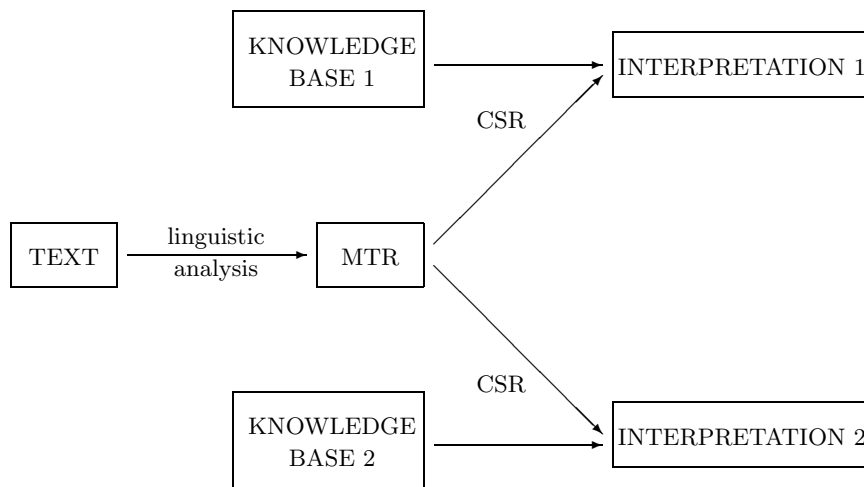 KNOWLEDGE
BASE 1
INTERPRETATION 1
CSR
TEXT
linguistic
analysis
MTR
CSR
KNOWLEDGE
BASE 2
INTERPRETATION 2